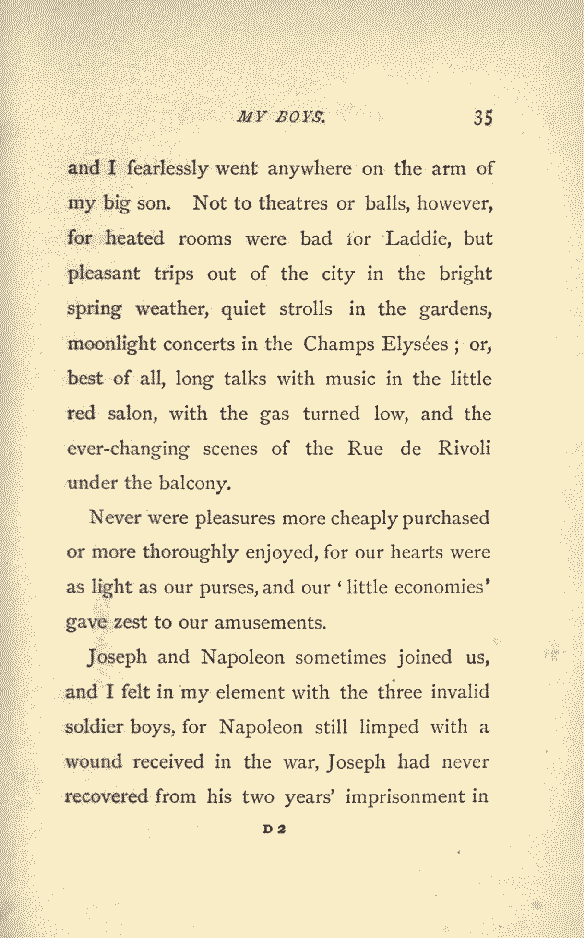 MY BOYS. 35
and I fearlessly went anywhere on the arm of
my big son. Not to theatres or balls, however,
for heated rooms were bad for Laddie, but
pleasant trips out of the city in the bright
spring weather, quiet strolls in the gardens,
moonlight concerts in the Champs Elysées ; or,
best of all, long talks with music in the little
red salon, with the gas turned low, and the
ever-changing scenes of the Rue de Rivoli
under the balcony.
Never were pleasures more cheaply purchased
or more thoroughly enjoyed, for our hearts were
as light as our purses, and our ‘ little economies’
gave zest to our amusements.
Joseph and Napoleon sometimes joined us,
and I felt in my element with the three invalid
soldier boys, for Napoleon still limped with a
wound received in the war, Joseph had never
recovered from his two years’ imprisonment in
D 2